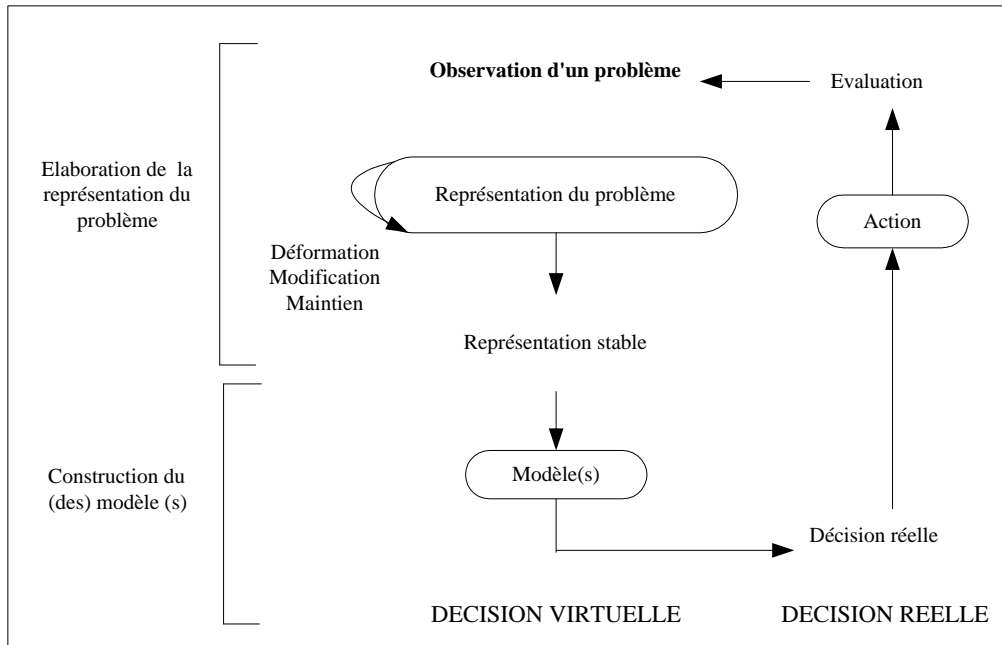 Observation d'un problème
Evaluation
Elaboration de la
représentation du
problème
Représentation du problème
Action
Déformation
Modification
Maintien
Représentation stable
Construction du
(des) modèle (s)
Modèle(s)
Décision réelle
DECISION VIRTUELLE
DECISION REELLE